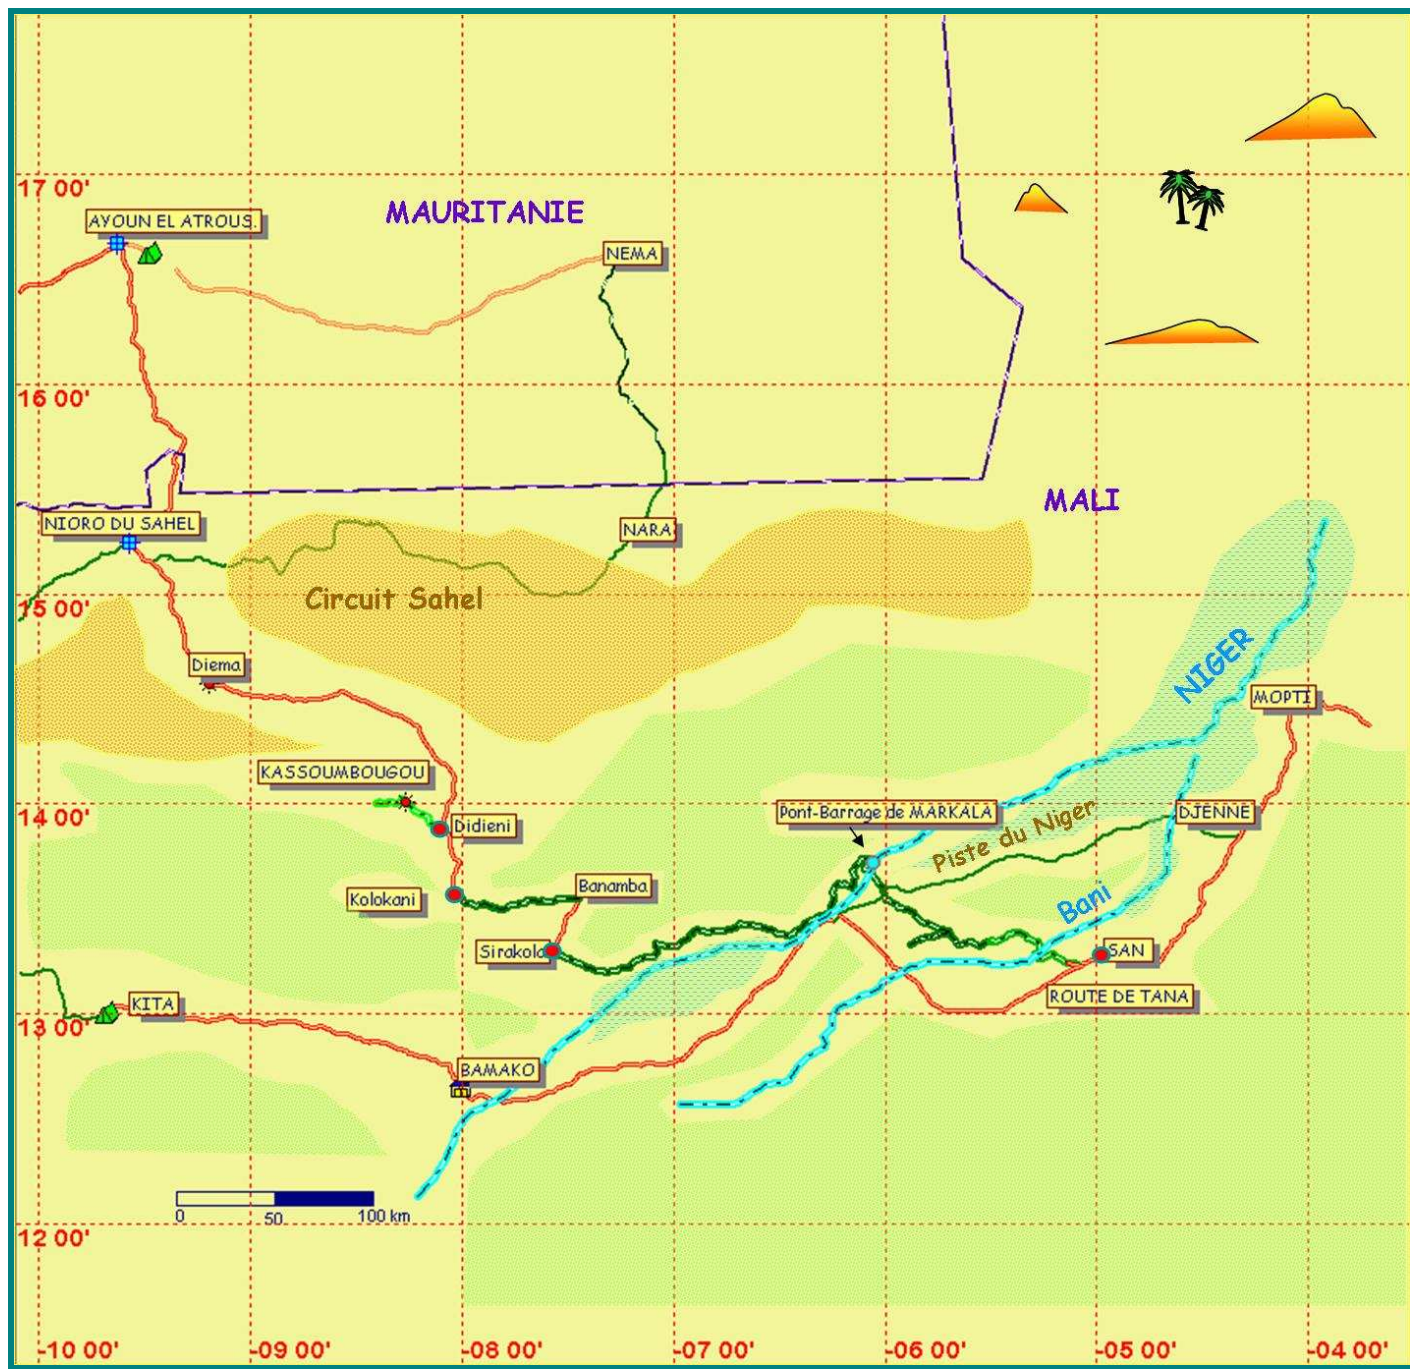 17 00'
AYOUN EL ATROUS.
MAURITANIE
NEMA
16 00'
MALI
NIORO DU SAHEL
NARA
Circuit Sahel
15 00'
NIGER
Diema
MOPTI
KASSOUMBOUGOU
14 00'
Didieni
Pont-Barrage de MARKALA
DJENNE
Piste du Niger
Kolokani
Banamba
Bani
Sirakola
SAN
ROUTE DE TANA
KITA
13 00'
BAMAKO
0 50 100 km
12 00'
-10 00' -09 00' -08 00' -07 00' -06 00' -05 00' -04 00'